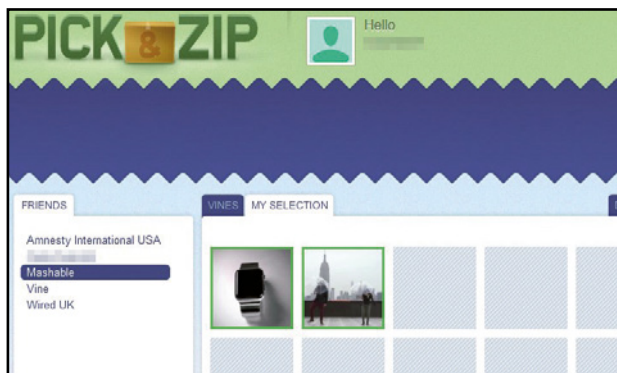 PICK & ZIP
Hello
FRIENDS
VINES MY SELECTION
Amnesty International USA
Mashable
Vine
Wired UK